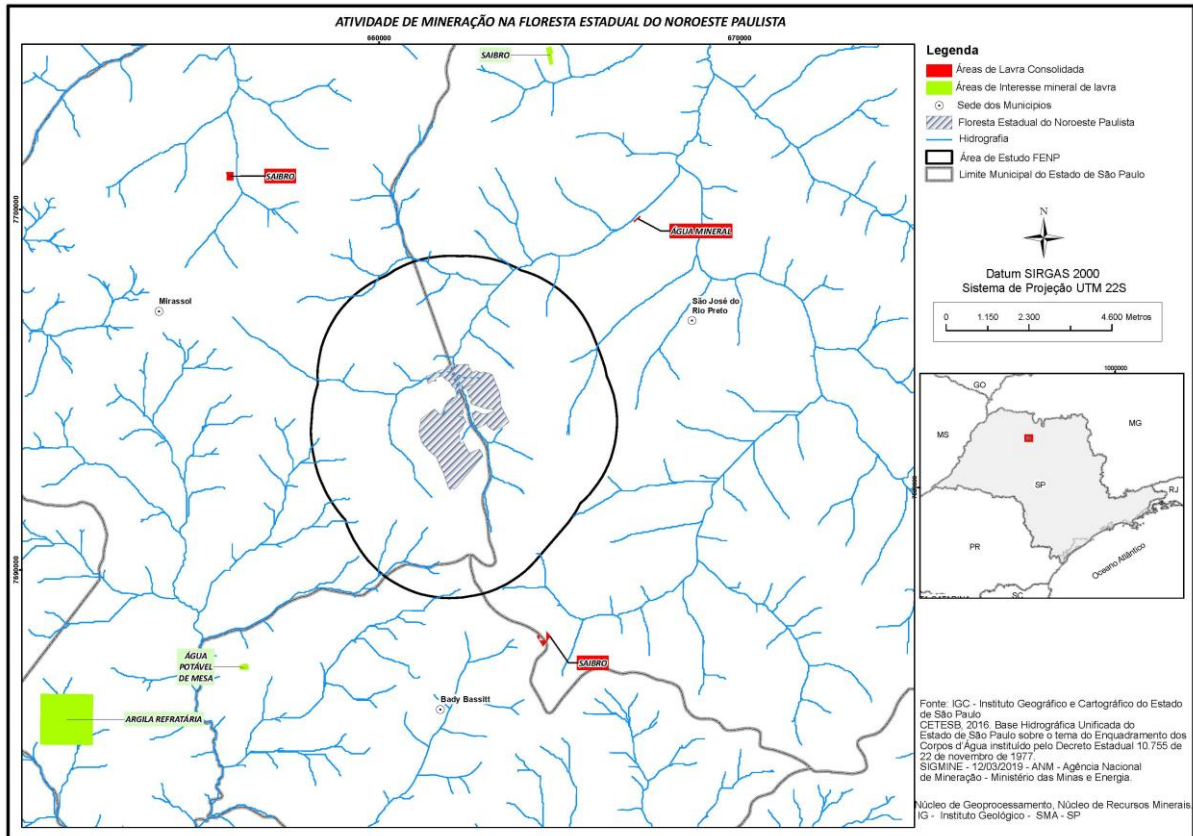 ATIVIDADE DE MINERAÇÃO NA FLORESTA ESTADUAL DO NOROESTE PAULISTA
660000
670000
7700000
7690000
SAIBRO
SAIBRO
ÁGUA MINERAL
Mirassol
São José do
Rio Preto
ÁGUA
POTÁVEL
DE MESA
SAIBRO
Bady Bassitt
ARGILA REFRATÁRIA
Legenda
Áreas de Lavra Consolidada
Áreas de Interesse mineral de lavra
Sede dos Municipios
Floresta Estadual do Noroeste Paulista
Hidrografia
Área de Estudo FENP
Limite Municipal do Estado de São Paulo
N
Datum SIRGAS 2000
Sistema de Projeção UTM 22S
0 1.150 2.300 4.600 Metros
1000000
GO
MS
MG
SP
RJ
PR
Oceano Atlântico
SC
Fonte: IGC - Instituto Geográfico e Cartográfico do Estado
de São Paulo
CETESB, 2016. Base Hidrográfica Unificada do
Estado de São Paulo sobre o tema do Enquadramento dos
Corpos d'Água instituído pelo Decreto Estadual 10.755 de
22 de novembro de 1977.
SIGMINE - 12/03/2019 - ANM - Agência Nacional
de Mineração - Ministério das Minas e Energia.
Núcleo de Geoprocessamento, Núcleo de Recursos Minerais
IG - Instituto Geológico - SMA - SP